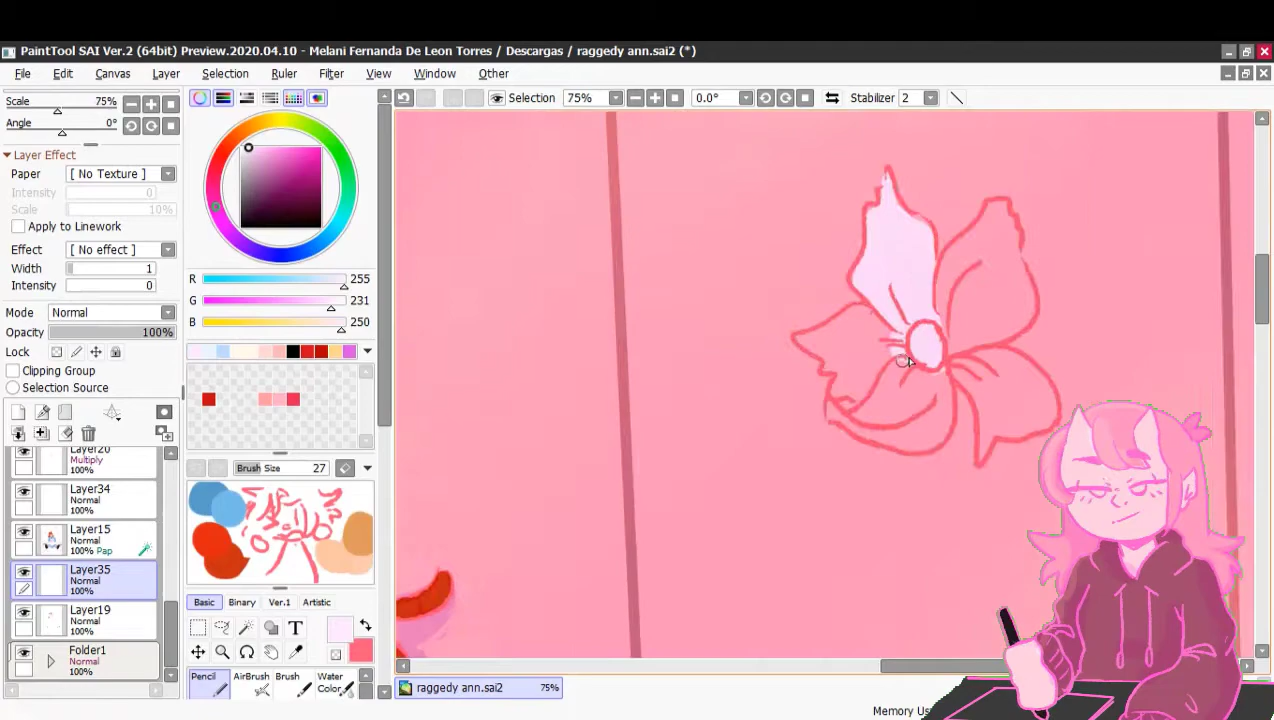 PaintTool SAI Ver.2 (64bit) Preview.2020.04.10 - Melani Fernanda De Leon Torres / Descargas / raggedy ann.sai2 (*)
File Edit Canvas Layer Selection Ruler Filter View Window Other
Scale 75%
Angle 0°
Layer Effect
Paper [ No Texture ]
Intensity 0
Scale 10%
Apply to Linework
Effect [ No effect ]
Width 1
Intensity 0
Mode Normal
Opacity 100%
Lock
Clipping Group
Selection Source
Layer20
Multiply
100%
Layer34
Normal
100%
Layer15
Normal
100% Pap
Layer35
Normal
100%
Layer19
Normal
100%
Folder1
Normal
100%
R 255
G 231
B 250
Brush Size 27
Basic Binary Ver.1 Artistic
T
Pencil AirBrush Brush Water
Color
Selection 75% 0.0° Stabilizer 2
raggedy ann.sai2 75%
Memory Us